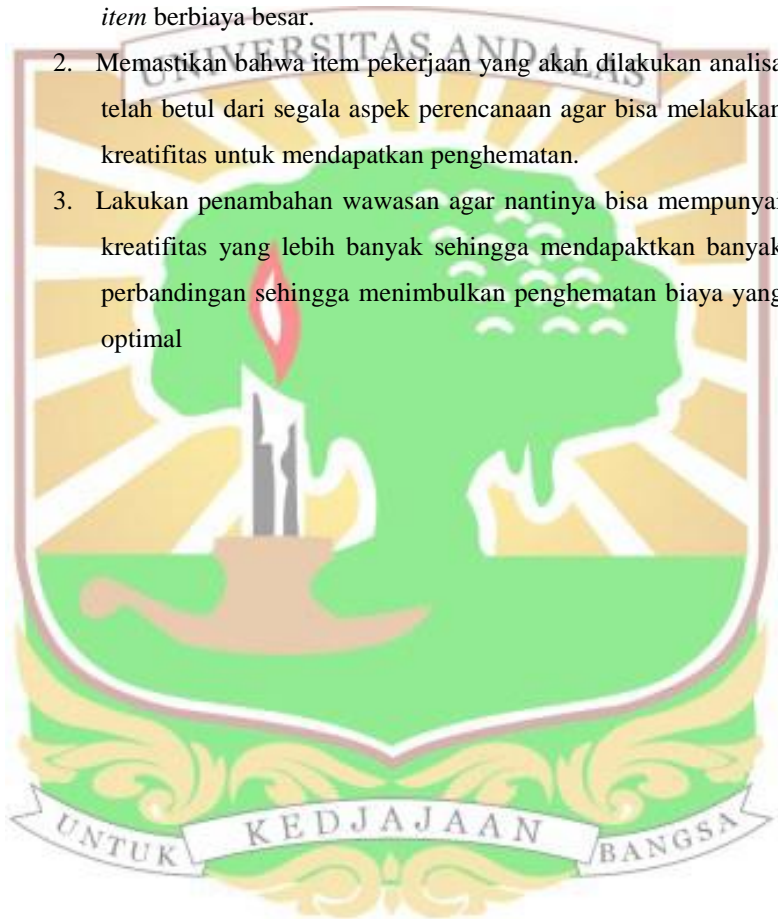 item berbiaya besar.
UNIVERSITAS ANDALAS
2. Memastikan bahwa item pekerjaan yang akan dilakukan analisa
telah betul dari segala aspek perencanaan agar bisa melakukan
kreatifitas untuk mendapatkan penghematan.
3. Lakukan penambahan wawasan agar nantinya bisa mempunyai
kreatifitas yang lebih banyak sehingga mendapaktkan banyak
perbandingan sehingga menimbulkan penghematan biaya yang
optimal
UNTUK KEDJAJAAN BANGSA